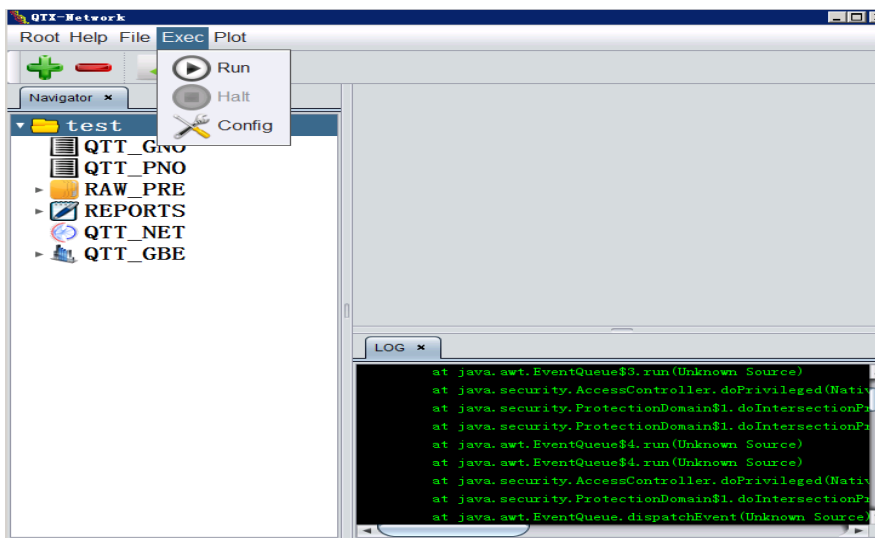 QTX-Network
Root Help File Exec Plot
Run
Halt
Config
Navigator ×
test
QTT_GNO
QTT_PNO
RAW_PRE
REPORTS
QTT_NET
QTT_GBE
LOG ×
at java.awt.EventQueue$3.run(Unknown Source)
at java.security.AccessController.doPrivileged(Nativ
at java.security.ProtectionDomain$1.doIntersectionPr
at java.security.ProtectionDomain$1.doIntersectionPr
at java.awt.EventQueue$4.run(Unknown Source)
at java.awt.EventQueue$4.run(Unknown Source)
at java.security.AccessController.doPrivileged(Nativ
at java.security.ProtectionDomain$1.doIntersectionPr
at java.awt.EventQueue.dispatchEvent(Unknown Source)